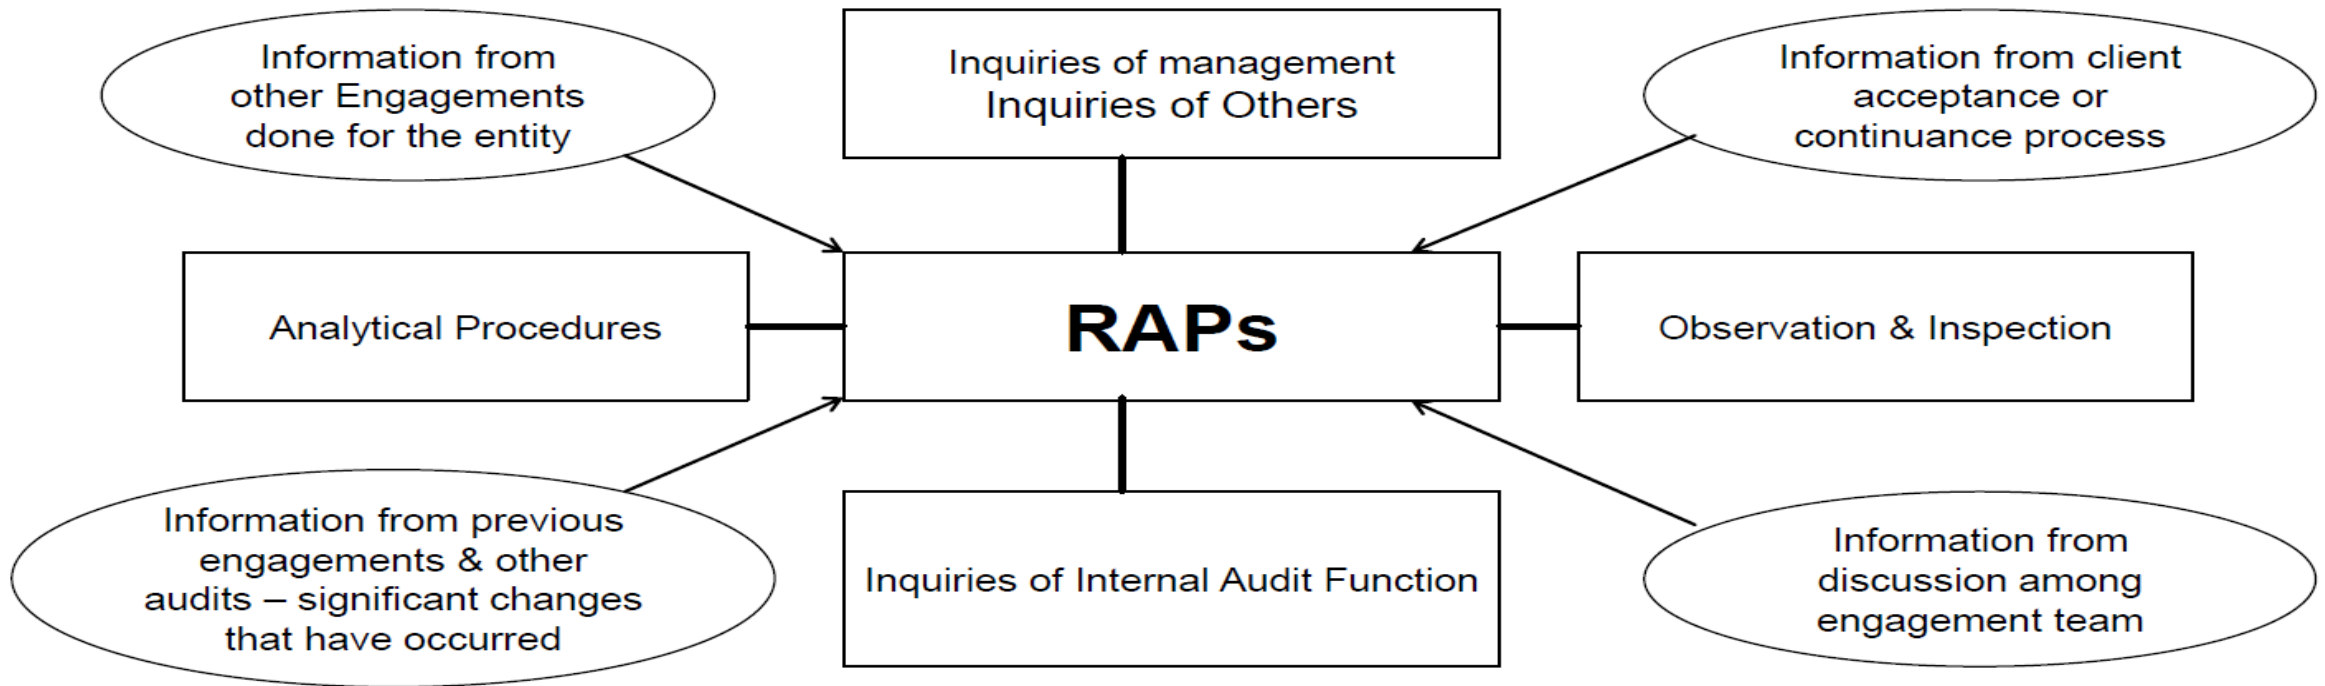 Information from
other Engagements
done for the entity
Inquiries of management
Inquiries of Others
Information from client
acceptance or
continuance process
Analytical Procedures
RAPs
Observation & Inspection
Information from previous
engagements & other
audits – significant changes
that have occurred
Inquiries of Internal Audit Function
Information from
discussion among
engagement team